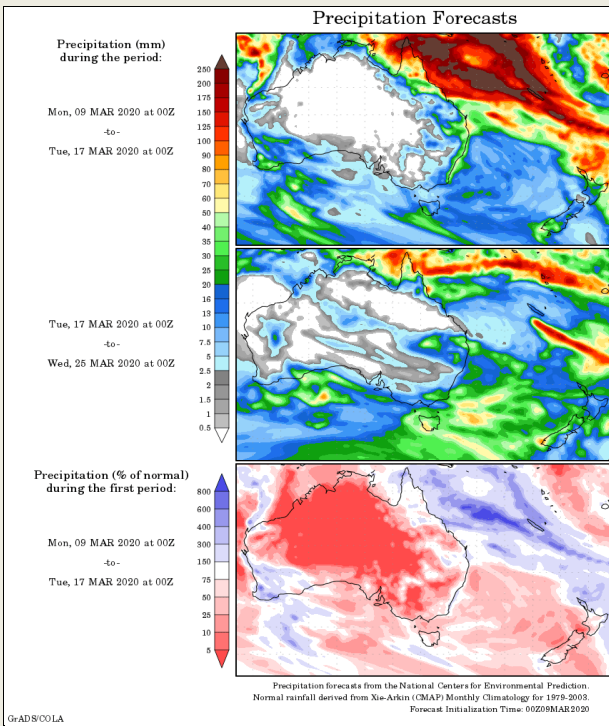 Precipitation Forecasts
Precipitation (mm)
during the period:
Mon, 09 MAR 2020 at 00Z
-to-
Tue, 17 MAR 2020 at 00Z
250
200
175
150
125
100
90
80
70
60
50
40
35
30
25
20
16
13
10
7.5
5
2.5
2
1.5
1
0.5
Tue, 17 MAR 2020 at 00Z
-to-
Wed, 25 MAR 2020 at 00Z
Precipitation (% of normal)
during the first period:
Mon, 09 MAR 2020 at 00Z
-to-
Tue, 17 MAR 2020 at 00Z
800
600
400
300
150
75
50
25
10
5
Precipitation forecasts from the National Centers for Environmental Prediction.
Normal rainfall derived from Xie-Arkin (CMAP) Monthly Climatology for 1979-2003.
Forecast Initialization Time: 00Z09MAR2020
GrADS/COLA